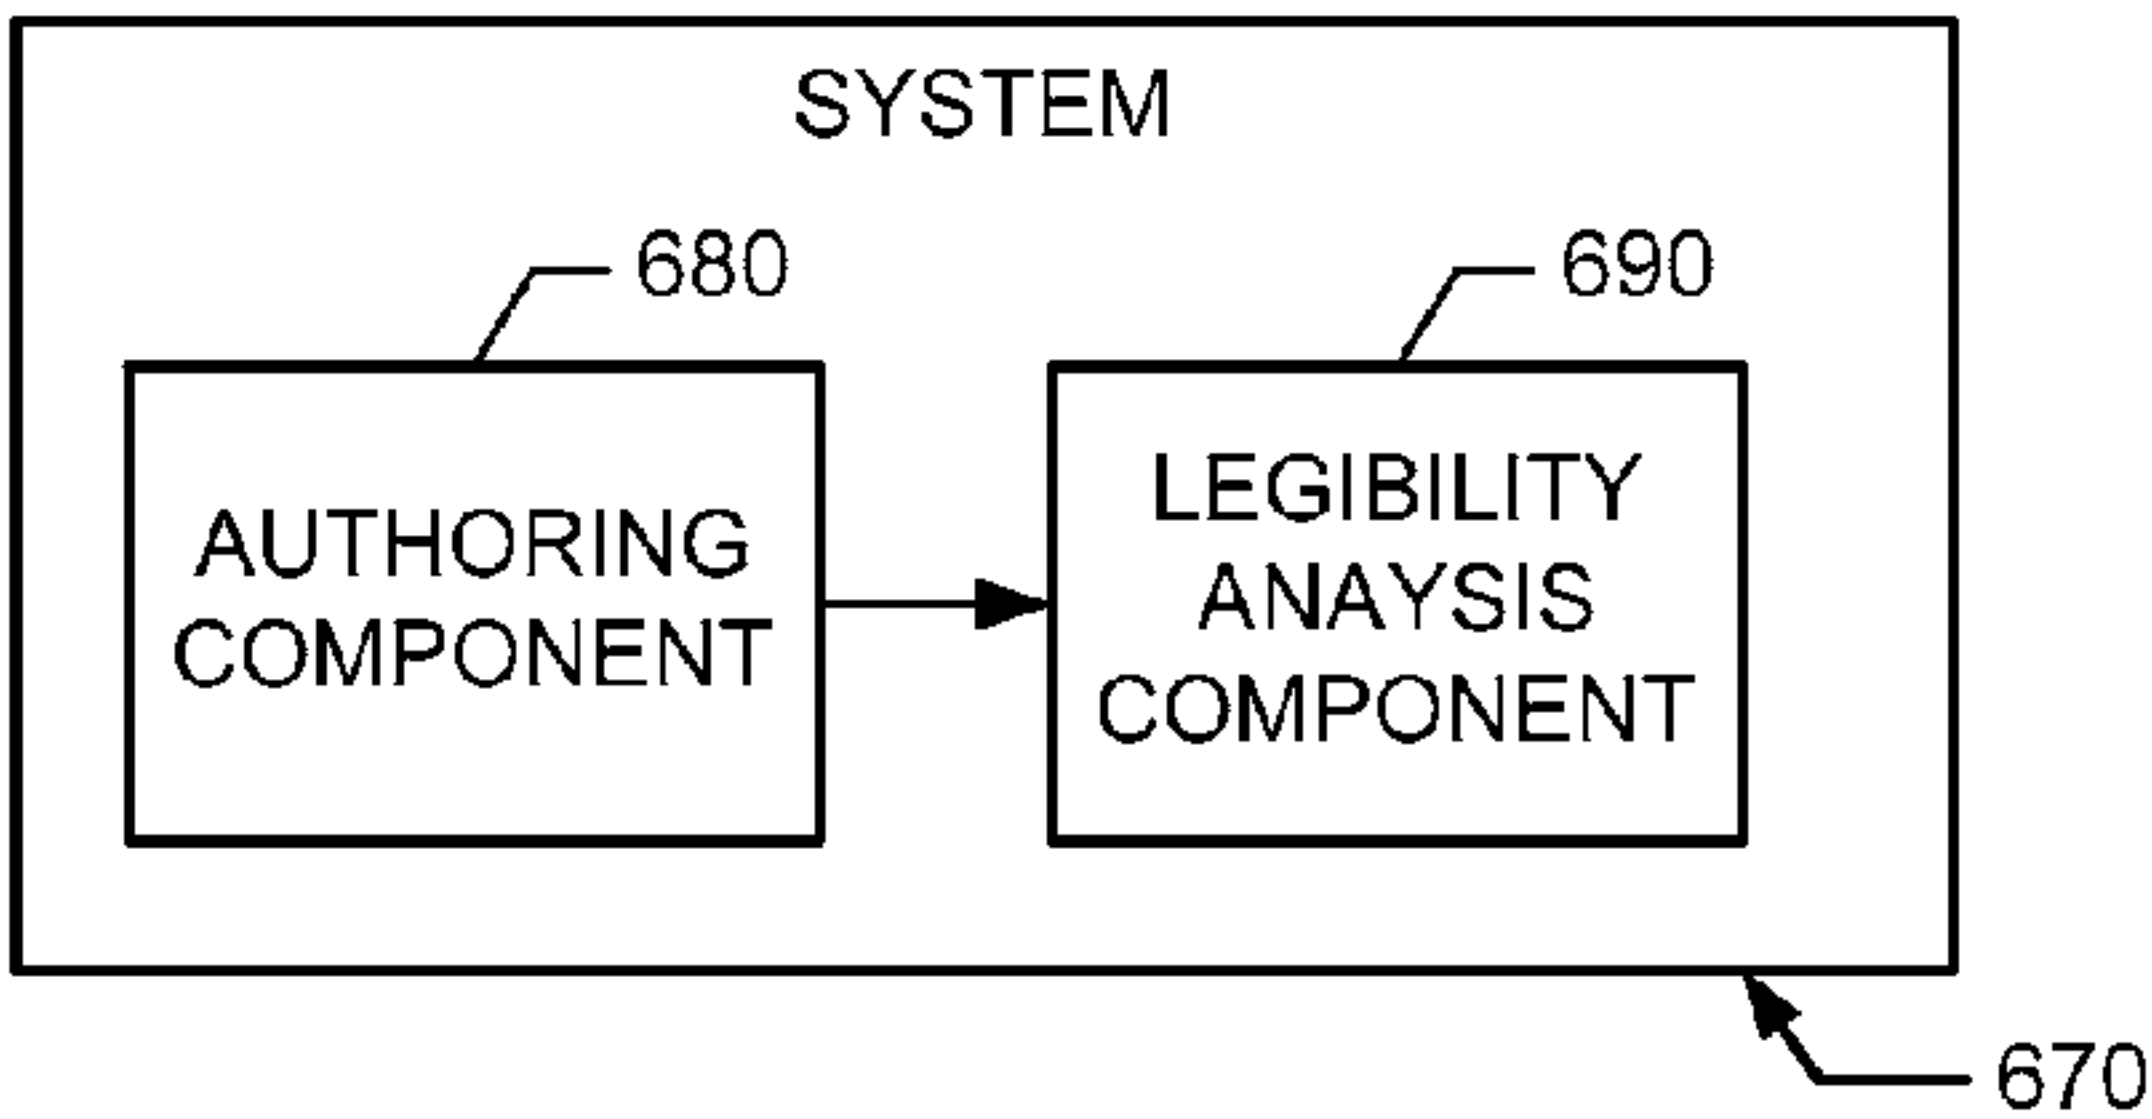 SYSTEM
680
690
AUTHORING
COMPONENT
LEGIBILITY
ANAYSIS
COMPONENT
670